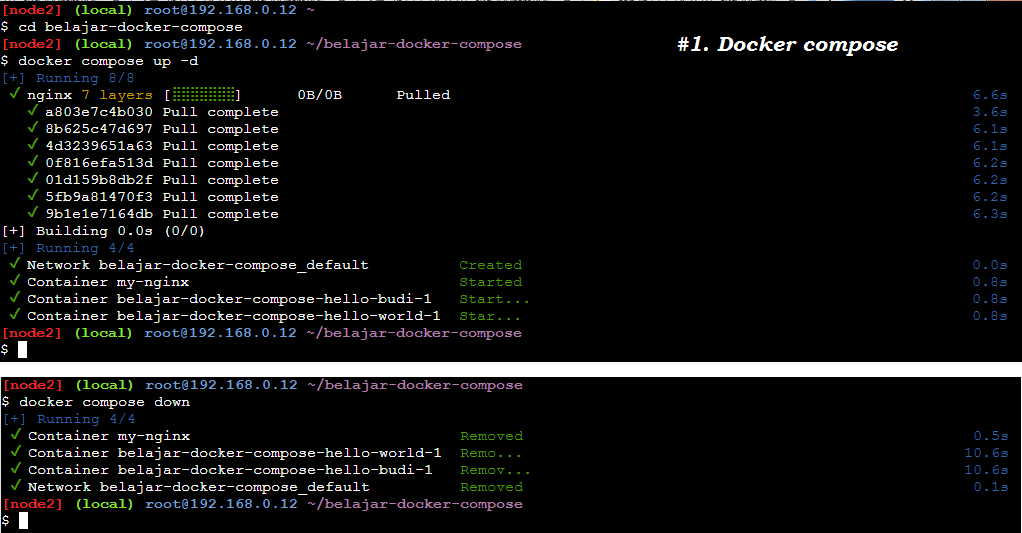 [node2] (local) root@192.168.0.12 ~
$ cd belajar-docker-compose
[node2] (local) root@192.168.0.12 ~/belajar-docker-compose
#1. Docker compose
$ docker compose up -d
[+] Running 8/8
✔ nginx 7 layers [⣿⣿⣿⣿⣿⣿⣿] 0B/0B Pulled 6.6s
✔ a803e7c4b030 Pull complete 3.6s
✔ 8b625c47d697 Pull complete 6.1s
✔ 4d3239651a63 Pull complete 6.1s
✔ 0f816efa513d Pull complete 6.2s
✔ 01d159b8db2f Pull complete 6.2s
✔ 5fb9a81470f3 Pull complete 6.2s
✔ 9b1e1e7164db Pull complete 6.3s
[+] Building 0.0s (0/0)
[+] Running 4/4
✔ Network belajar-docker-compose_default Created 0.0s
✔ Container my-nginx Started 0.8s
✔ Container belajar-docker-compose-hello-budi-1 Start... 0.8s
✔ Container belajar-docker-compose-hello-world-1 Star... 0.8s
[node2] (local) root@192.168.0.12 ~/belajar-docker-compose
$
[node2] (local) root@192.168.0.12 ~/belajar-docker-compose
$ docker compose down
[+] Running 4/4
✔ Container my-nginx Removed 0.5s
✔ Container belajar-docker-compose-hello-world-1 Remo... 10.6s
✔ Container belajar-docker-compose-hello-budi-1 Remov... 10.6s
✔ Network belajar-docker-compose_default Removed 0.1s
[node2] (local) root@192.168.0.12 ~/belajar-docker-compose
$